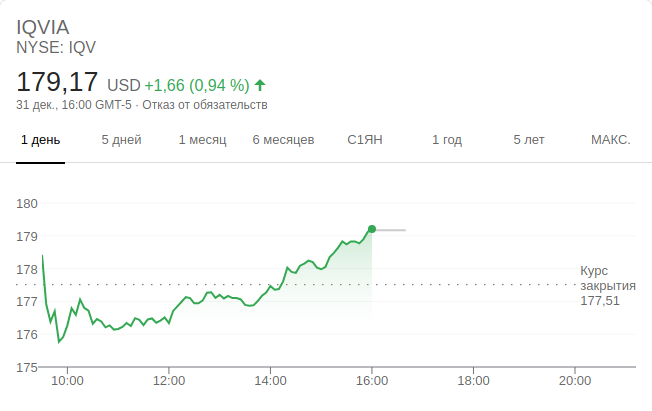 IQVIA
NYSE: IQV
179,17 USD +1,66 (0,94 %)
31 дек., 16:00 GMT-5 · Отказ от обязательств
1 день 5 дней 1 месяц 6 месяцев С1ЯН 1 год 5 лет МАКС.
180
179
178
177
176
175
Курс
закрытия
177,51
10:00 12:00 14:00 16:00 18:00 20:00